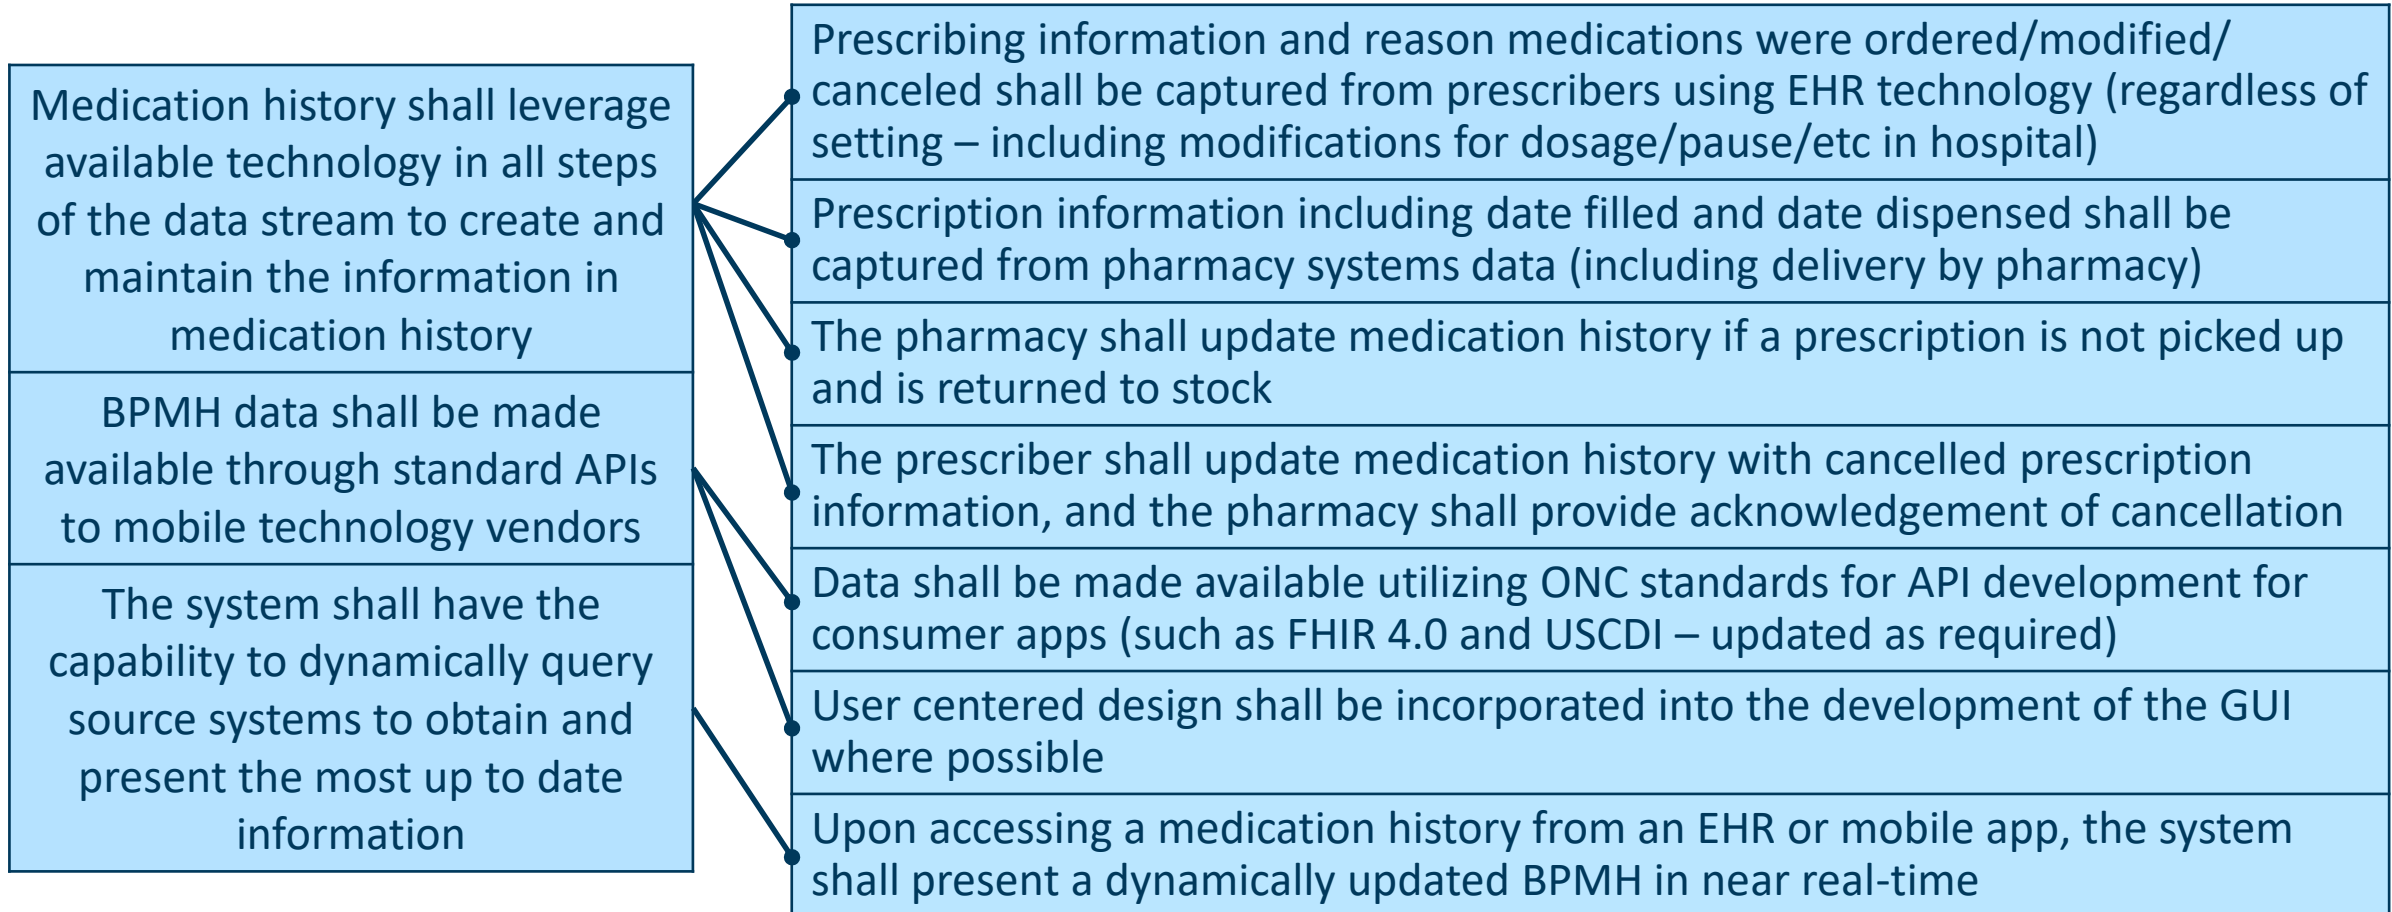 Medication history shall leverage
available technology in all steps
of the data stream to create and
maintain the information in
medication history
BPMH data shall be made
available through standard APIs
to mobile technology vendors
The system shall have the
capability to dynamically query
source systems to obtain and
present the most up to date
information
Prescribing information and reason medications were ordered/modified/
canceled shall be captured from prescribers using EHR technology (regardless of
setting – including modifications for dosage/pause/etc in hospital)
Prescription information including date filled and date dispensed shall be
captured from pharmacy systems data (including delivery by pharmacy)
The pharmacy shall update medication history if a prescription is not picked up
and is returned to stock
The prescriber shall update medication history with cancelled prescription
information, and the pharmacy shall provide acknowledgement of cancellation
Data shall be made available utilizing ONC standards for API development for
consumer apps (such as FHIR 4.0 and USCDI – updated as required)
User centered design shall be incorporated into the development of the GUI
where possible
Upon accessing a medication history from an EHR or mobile app, the system
shall present a dynamically updated BPMH in near real-time